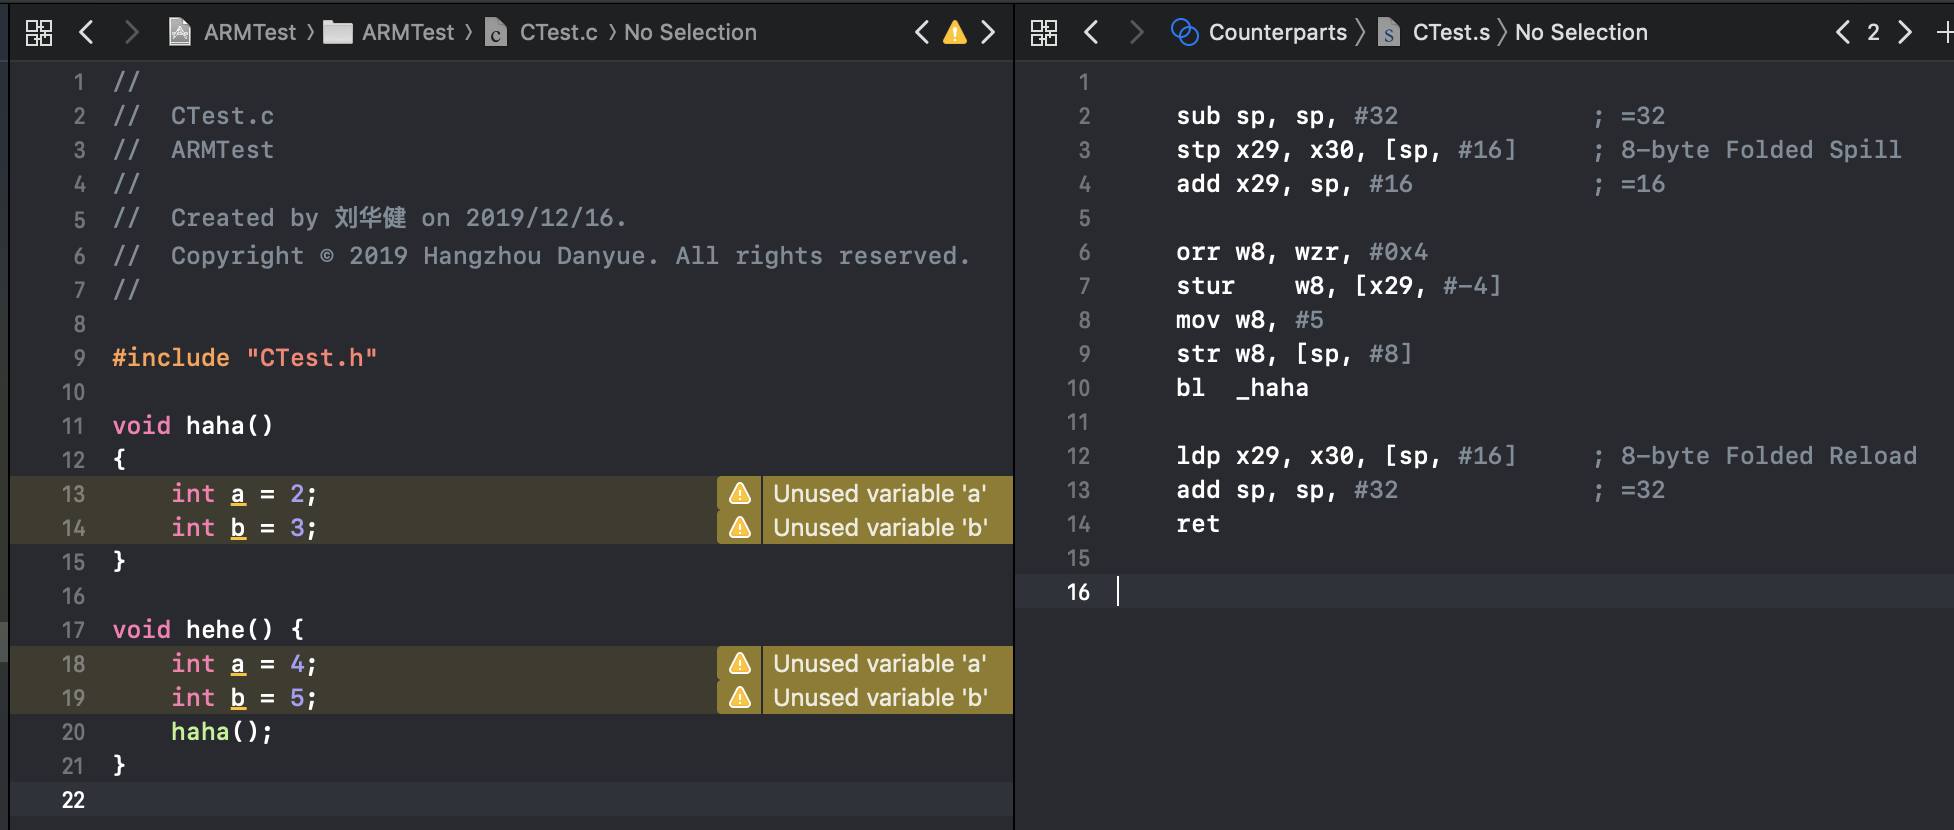 ARMTest 〉 ARMTest 〉 CTest.c 〉 No Selection
1 //
2 //  CTest.c
3 //  ARMTest
4 //
5 //  Created by 刘华健 on 2019/12/16.
6 //  Copyright © 2019 Hangzhou Danyue. All rights reserved.
7 //
8
9 #include "CTest.h"
10
11 void haha()
12 {
13     int a = 2; Unused variable 'a'
14     int b = 3; Unused variable 'b'
15 }
16
17 void hehe() {
18     int a = 4; Unused variable 'a'
19     int b = 5; Unused variable 'b'
20     haha();
21 }
22
Counterparts 〉 CTest.s 〉 No Selection 2
1
2     sub sp, sp, #32             ; =32
3     stp x29, x30, [sp, #16]     ; 8-byte Folded Spill
4     add x29, sp, #16            ; =16
5
6     orr w8, wzr, #0x4
7     stur    w8, [x29, #-4]
8     mov w8, #5
9     str w8, [sp, #8]
10     bl  _haha
11
12     ldp x29, x30, [sp, #16]     ; 8-byte Folded Reload
13     add sp, sp, #32             ; =32
14     ret
15
16